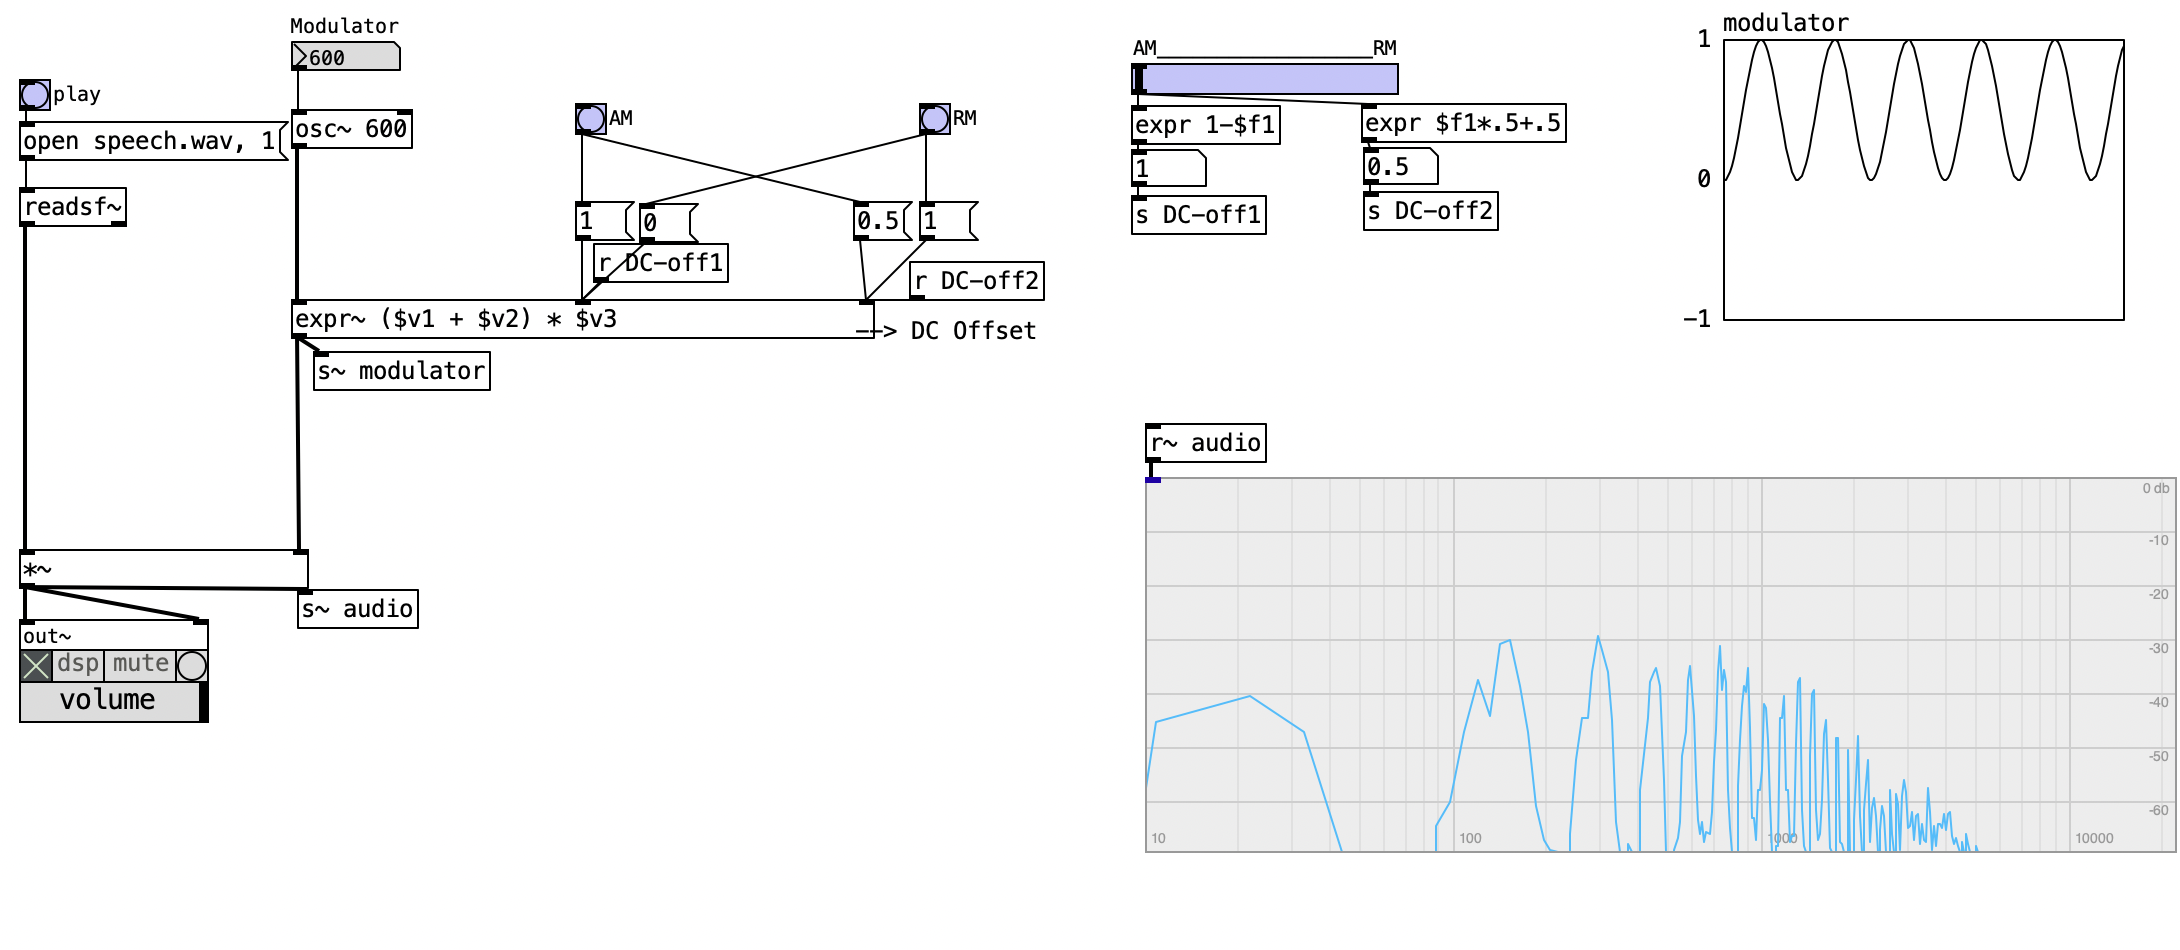 Modulator
600
play
open speech.wav, 1
osc~ 600
readsf~
AM
RM
1
0
0.5
1
r DC-off1
r DC-off2
expr~ ($v1 + $v2) * $v3
--> DC Offset
s~ modulator
*~
s~ audio
out~
dsp
mute
volume
AM
RM
expr 1-$f1
expr $f1*.5+.5
1
0.5
s DC-off1
s DC-off2
modulator
1
0
-1
r~ audio
0 db
-10
-20
-30
-40
-50
-60
10
100
1000
10000